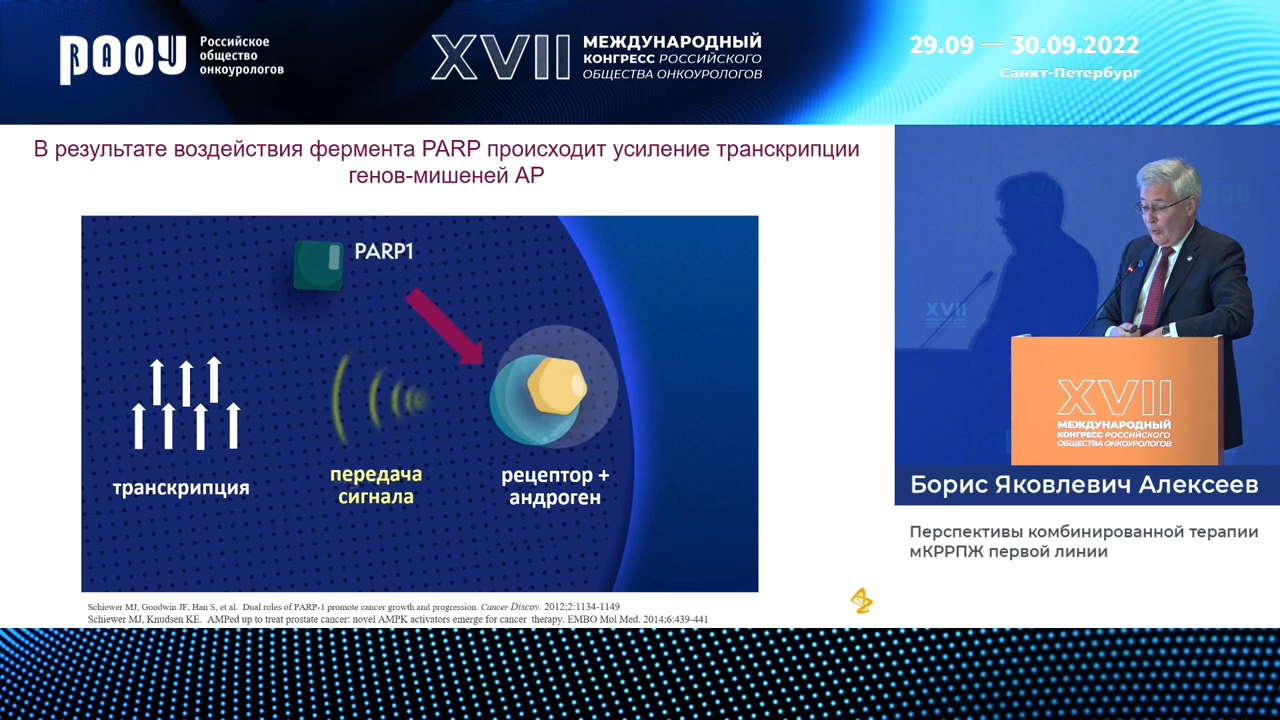 РАОУ
Российское
общество
онкоурологов
XVII
МЕЖДУНАРОДНЫЙ
КОНГРЕСС РОССИЙСКОГО
ОБЩЕСТВА ОНКОУРОЛОГОВ
29.09 — 30.09.2022
Санкт-Петербург
В результате воздействия фермента PARP происходит усиление транскрипции
генов-мишеней АР
PARP1
транскрипция
передача
сигнала
рецептор +
андроген
Schiewer MJ, Goodwin JF, Han S, et al. Dual roles of PARP-1 promote cancer growth and progression. Cancer Discov. 2012;2:1134-1149
Schiewer MJ, Knudsen KE. AMPed up to treat prostate cancer: novel AMPK activators emerge for cancer therapy. EMBO Mol Med. 2014;6:439-441
XVII
XVII
МЕЖДУНАРОДНЫЙ
КОНГРЕСС РОССИЙСКОГО
ОБЩЕСТВА ОНКОУРОЛОГОВ
Борис Яковлевич Алексеев
Перспективы комбинированной терапии
мКРРПЖ первой линии